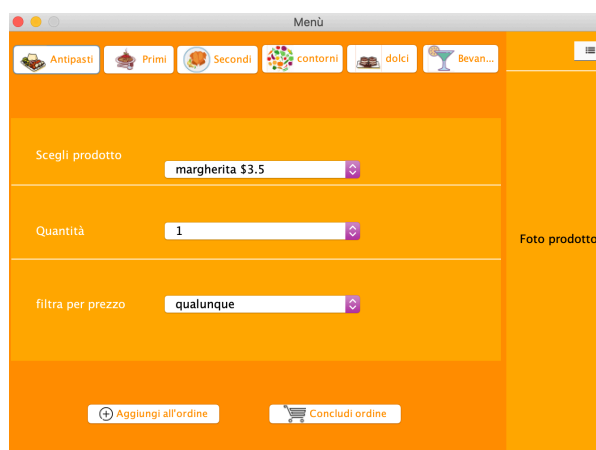 Menù
Antipasti Primi Secondi contorni dolci Bevan...
Scegli prodotto
margherita $3.5
Quantità
1
Foto prodotto
filtra per prezzo
qualunque
Aggiungi all'ordine Concludi ordine